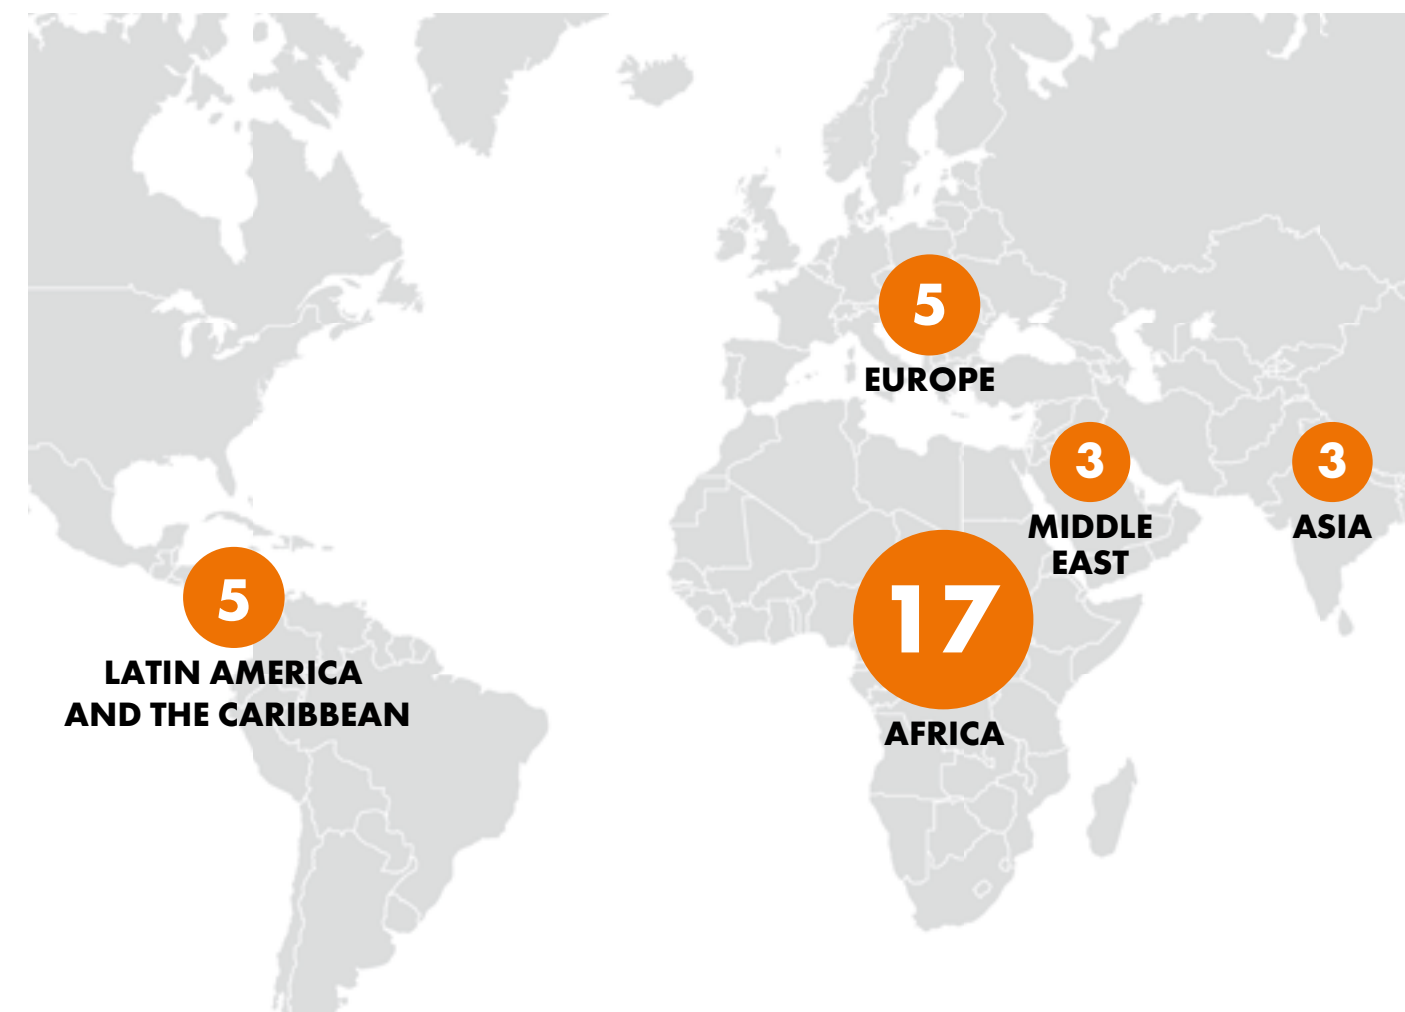 5
EUROPE
3
MIDDLE
EAST
3
ASIA
17
AFRICA
5
LATIN AMERICA
AND THE CARIBBEAN